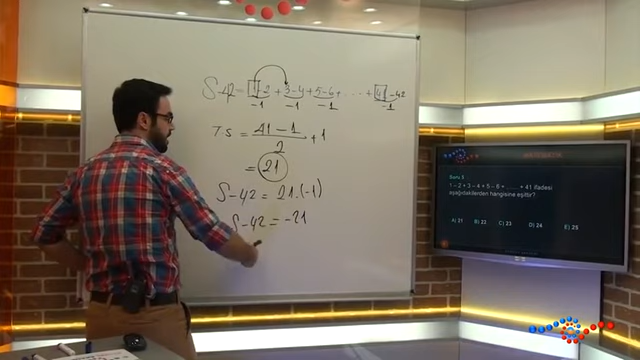 S-42 = 1-2 + 3-4 + 5-6 + ... + 41-42
-1 -1 -1 -1
TS = 41-1 / 2 + 1
= 21
S-42 = 21.(-1)
S-42 = -21
MATEMATİK
Soru 5
1 – 2 + 3 – 4 + 5 – 6 + ...... + 41 ifadesi
aşağıdakilerden hangisine eşittir?
A) 21 B) 22 C) 23 D) 24 E) 25